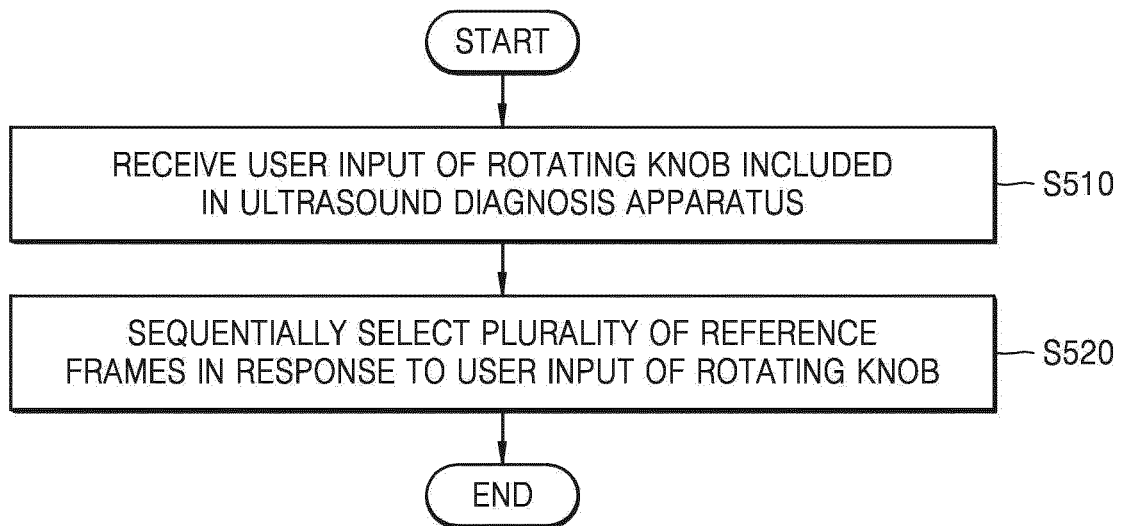 START
RECEIVE USER INPUT OF ROTATING KNOB INCLUDED
IN ULTRASOUND DIAGNOSIS APPARATUS
S510
SEQUENTIALLY SELECT PLURALITY OF REFERENCE
FRAMES IN RESPONSE TO USER INPUT OF ROTATING KNOB
S520
END